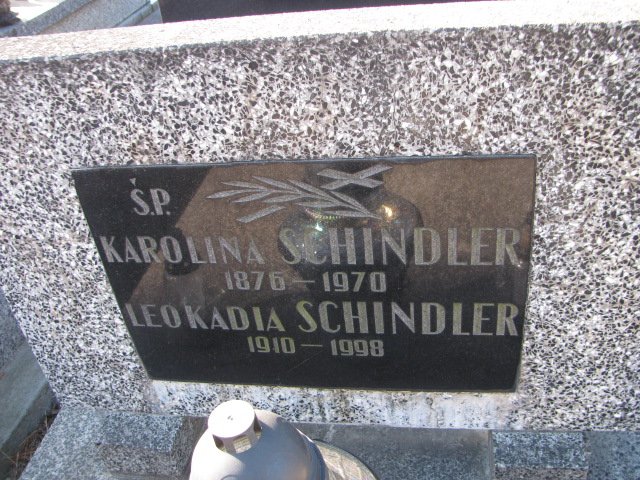 Š.P.
KAROLINA SCHINDLER
1876 – 1970
LEOKADIA SCHINDLER
1910 – 1998